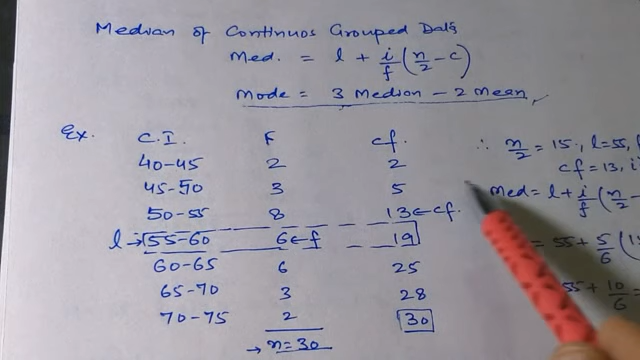 Median of Continuos Grouped Data
Med. = l + i/f (n/2 - c)
Mode = 3 Median - 2 Mean
Ex. C.I. F cf.
40-45 2 2
45-50 3 5
50-55 8 13 ← cf.
l → 55-60 6 ← f 19
60-65 6 25
65-70 3 28
70-75 2 30
→ n = 30
∴ n/2 = 15, l = 55,
cf = 13, i
Med = l + i/f (n/2 -
= 55 + 5/6 (1
55 + 10/6 =